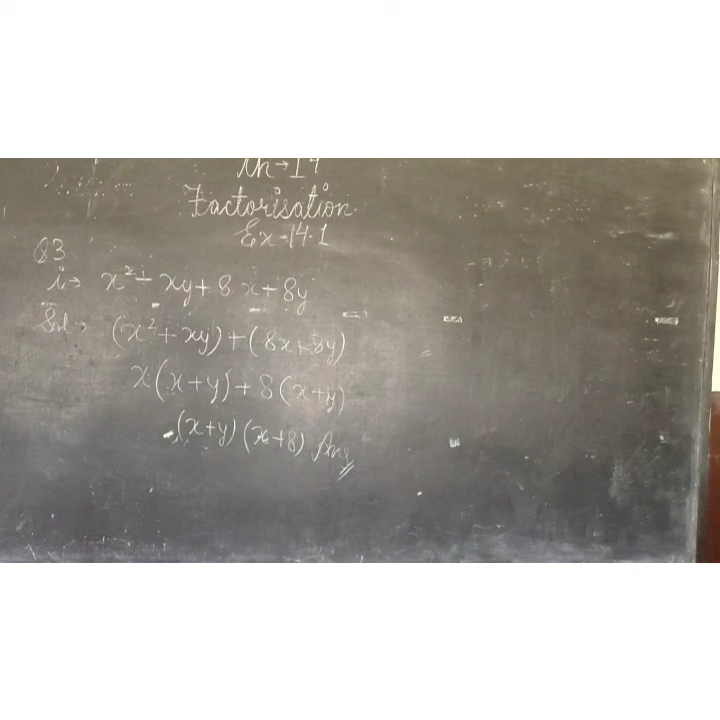 Ch → 14
Factorisation
Ex → 14.1
Q3
i → x² + xy + 8x + 8y
Sol → (x² + xy) + (8x + 8y)
x(x+y) + 8(x+y)
(x+y) (x+8) Ans